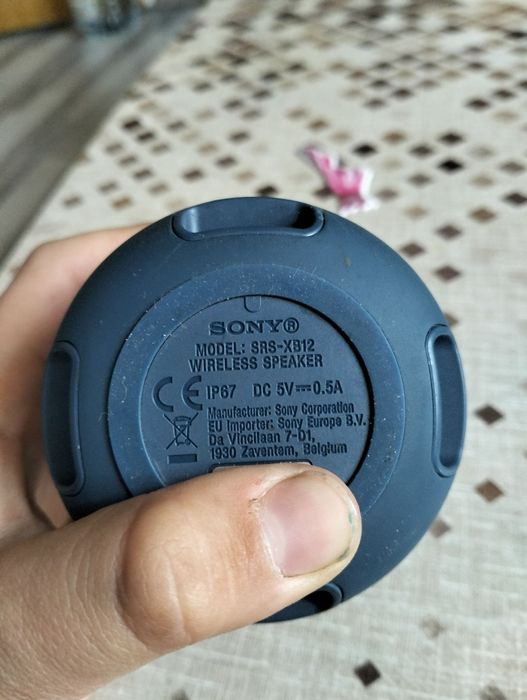 SONY®
MODEL: SRS-XB12
WIRELESS SPEAKER
CE IP67 DC 5V⎓0.5A
Manufacturer: Sony Corporation
EU Importer: Sony Europe B.V.
Da Vincilaan 7-D1,
1930 Zaventem, Belgium